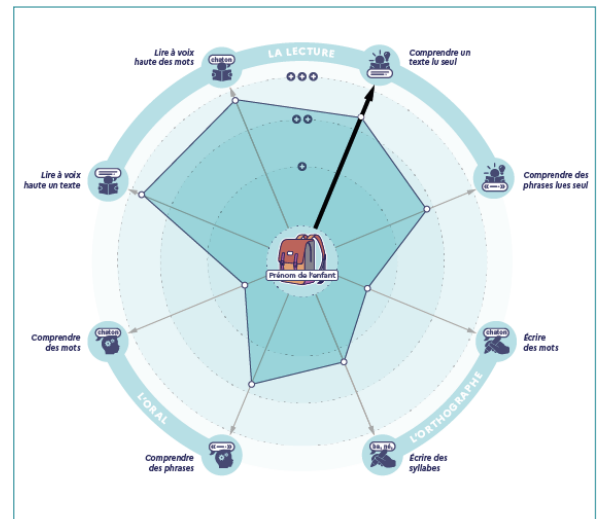 LA LECTURE
Lire à voix
haute des mots
chaton
Comprendre un
texte lu seul
+++
++
+
Lire à voix
haute un texte
Comprendre des
phrases lues seul
Prénom de l'enfant
Comprendre
des mots
chaton
chaton
Écrire
des mots
L'ORAL
L'ORTHOGRAPHE
Comprendre
des phrases
ba, né,
Écrire des
syllabes